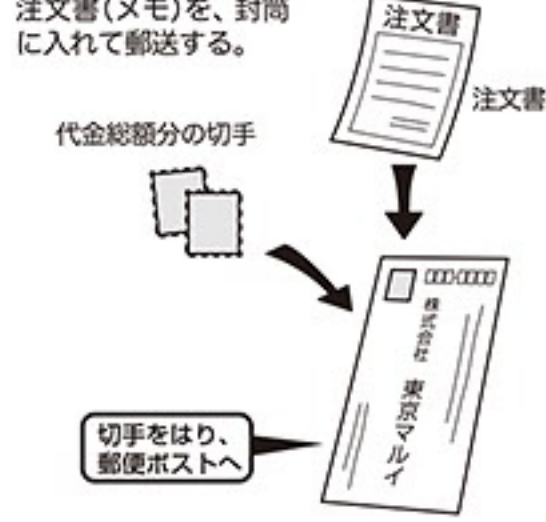 注文書(メモ)を、封筒
に入れて郵送する。
注文書
注文書
代金総額分の切手
株式会社 東京マルイ
切手をはり、
郵便ポストへ